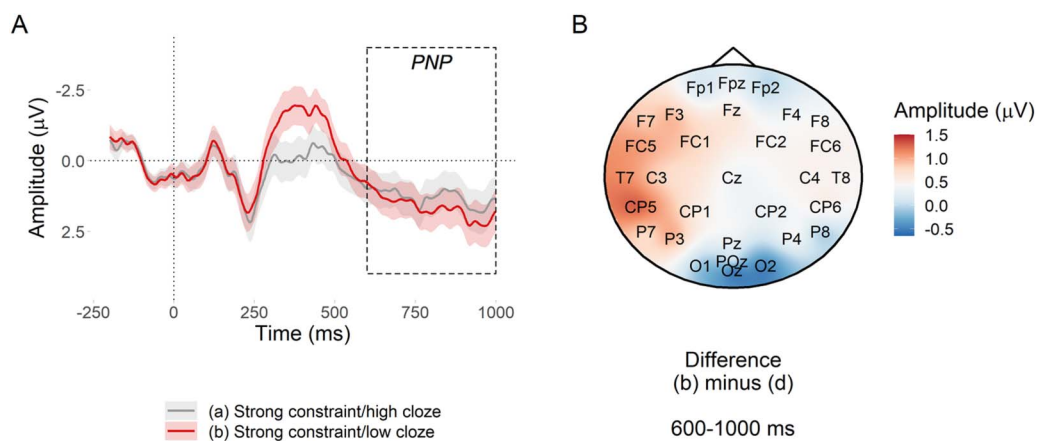 A
PNP
-2.5
0.0
2.5
Amplitude (μV)
-250 0 250 500 750 1000
Time (ms)
(a) Strong constraint/high cloze
(b) Strong constraint/low cloze
B
Fp1 Fpz Fp2
F7 F3 Fz F4 F8
FC5 FC1 FC2 FC6
T7 C3 Cz C4 T8
CP5 CP1 CP2 CP6
P7 P3 Pz P4 P8
O1 POz O2
Oz
Amplitude (μV)
1.5
1.0
0.5
0.0
-0.5
Difference
(b) minus (d)
600-1000 ms